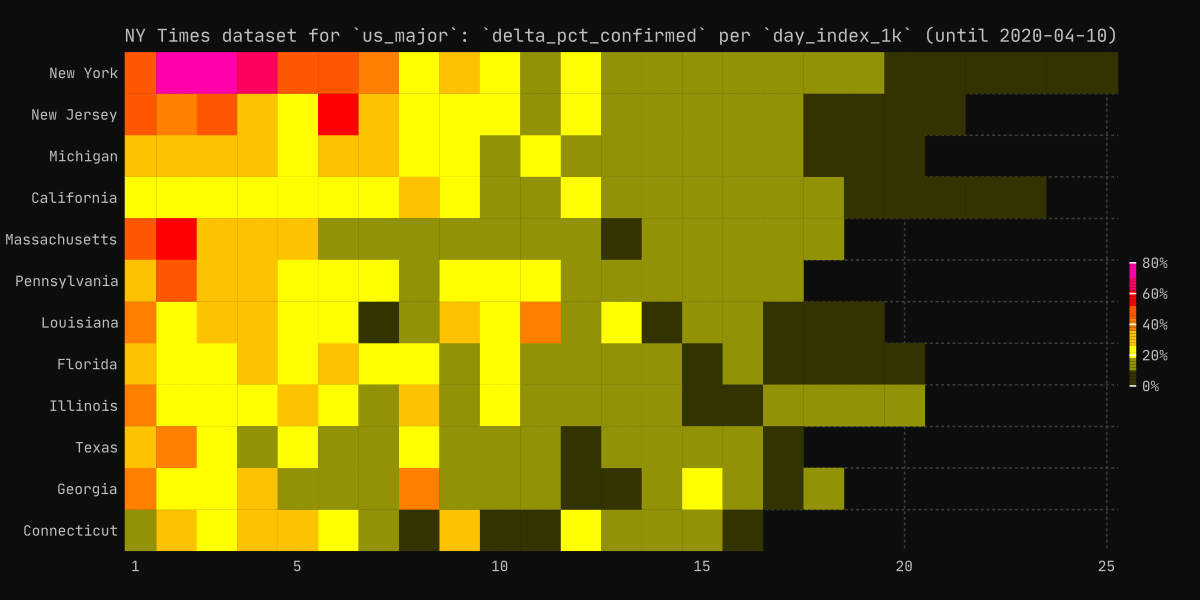 NY Times dataset for `us_major`: `delta_pct_confirmed` per `day_index_1k` (until 2020-04-10)
New York
New Jersey
Michigan
California
Massachusetts
Pennsylvania
Louisiana
Florida
Illinois
Texas
Georgia
Connecticut
1 5 10 15 20 25
80%
60%
40%
20%
0%